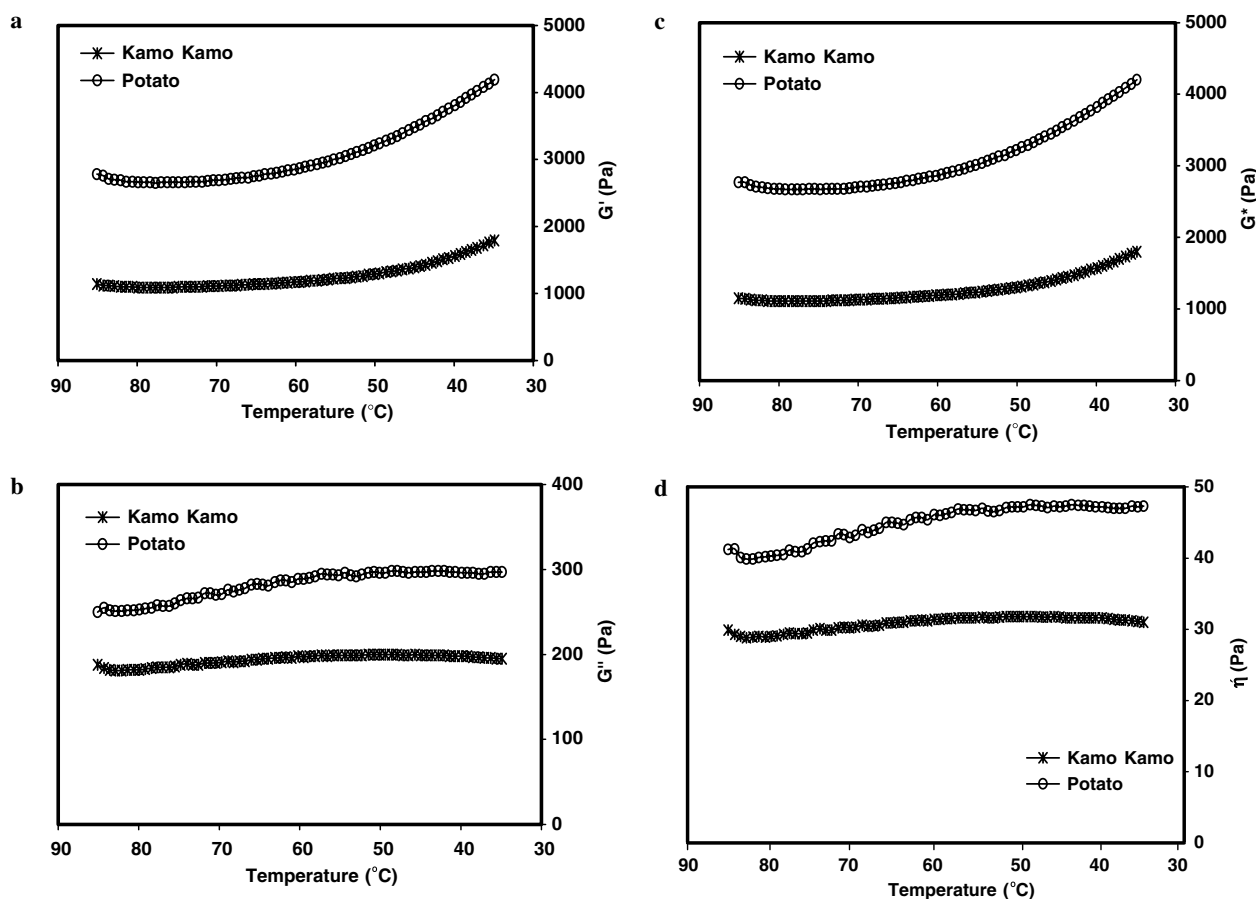 a
Kamo Kamo
Potato
5000
4000
3000
2000
1000
0
G' (Pa)
90 80 70 60 50 40 30
Temperature (°C)
c
Kamo Kamo
Potato
5000
4000
3000
2000
1000
0
G* (Pa)
90 80 70 60 50 40 30
Temperature (°C)
b
Kamo Kamo
Potato
400
300
200
100
0
G'' (Pa)
90 80 70 60 50 40 30
Temperature (°C)
d
50
40
30
20
10
0
ή (Pa)
Kamo Kamo
Potato
90 80 70 60 50 40 30
Temperature (°C)